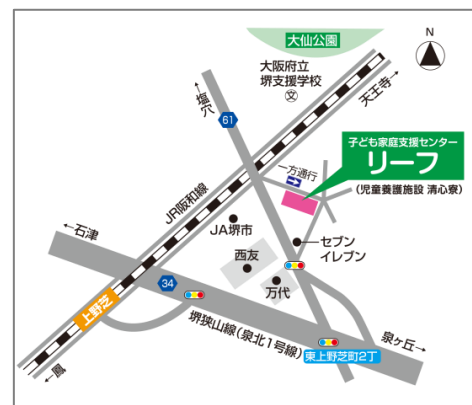 大仙公園
N
大阪府立
堺支援学校
文
天王寺→
←塩穴
61
子ども家庭支援センター
リーフ
(児童養護施設 清心寮)
一方通行
JR阪和線
JA堺市
←石津
セブン
イレブン
西友
34
万代
上野芝
堺狭山線(泉北1号線)
泉ヶ丘→
東上野芝町2丁
←鳳